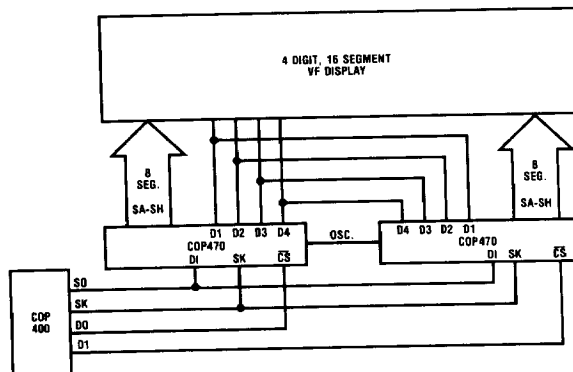 4 DIGIT, 16 SEGMENT
VF DISPLAY
8
SEG.
SA-SH
8
SEG.
SA-SH
D1 D2 D3 D4
COP470
DI SK CS
OSC.
D4 D3 D2 D1
COP470
DI SK CS
COP
400
SO
SK
D0
D1